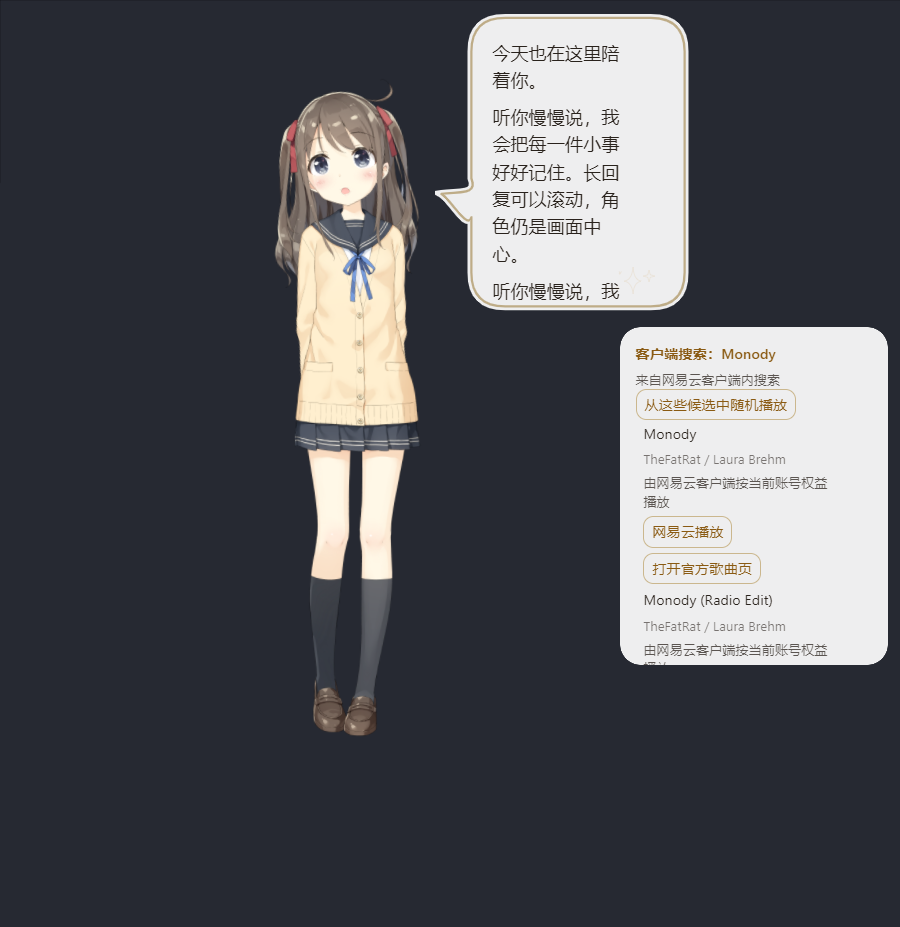 今天也在这里陪
着你。
听你慢慢说，我
会把每一件小事
好好记住。长回
复可以滚动，角
色仍是画面中
心。
听你慢慢说，我
客户端搜索：Monody
来自网易云客户端内搜索
从这些候选中随机播放
Monody
TheFatRat / Laura Brehm
由网易云客户端按当前账号权益
播放
网易云播放
打开官方歌曲页
Monody (Radio Edit)
TheFatRat / Laura Brehm
由网易云客户端按当前账号权益